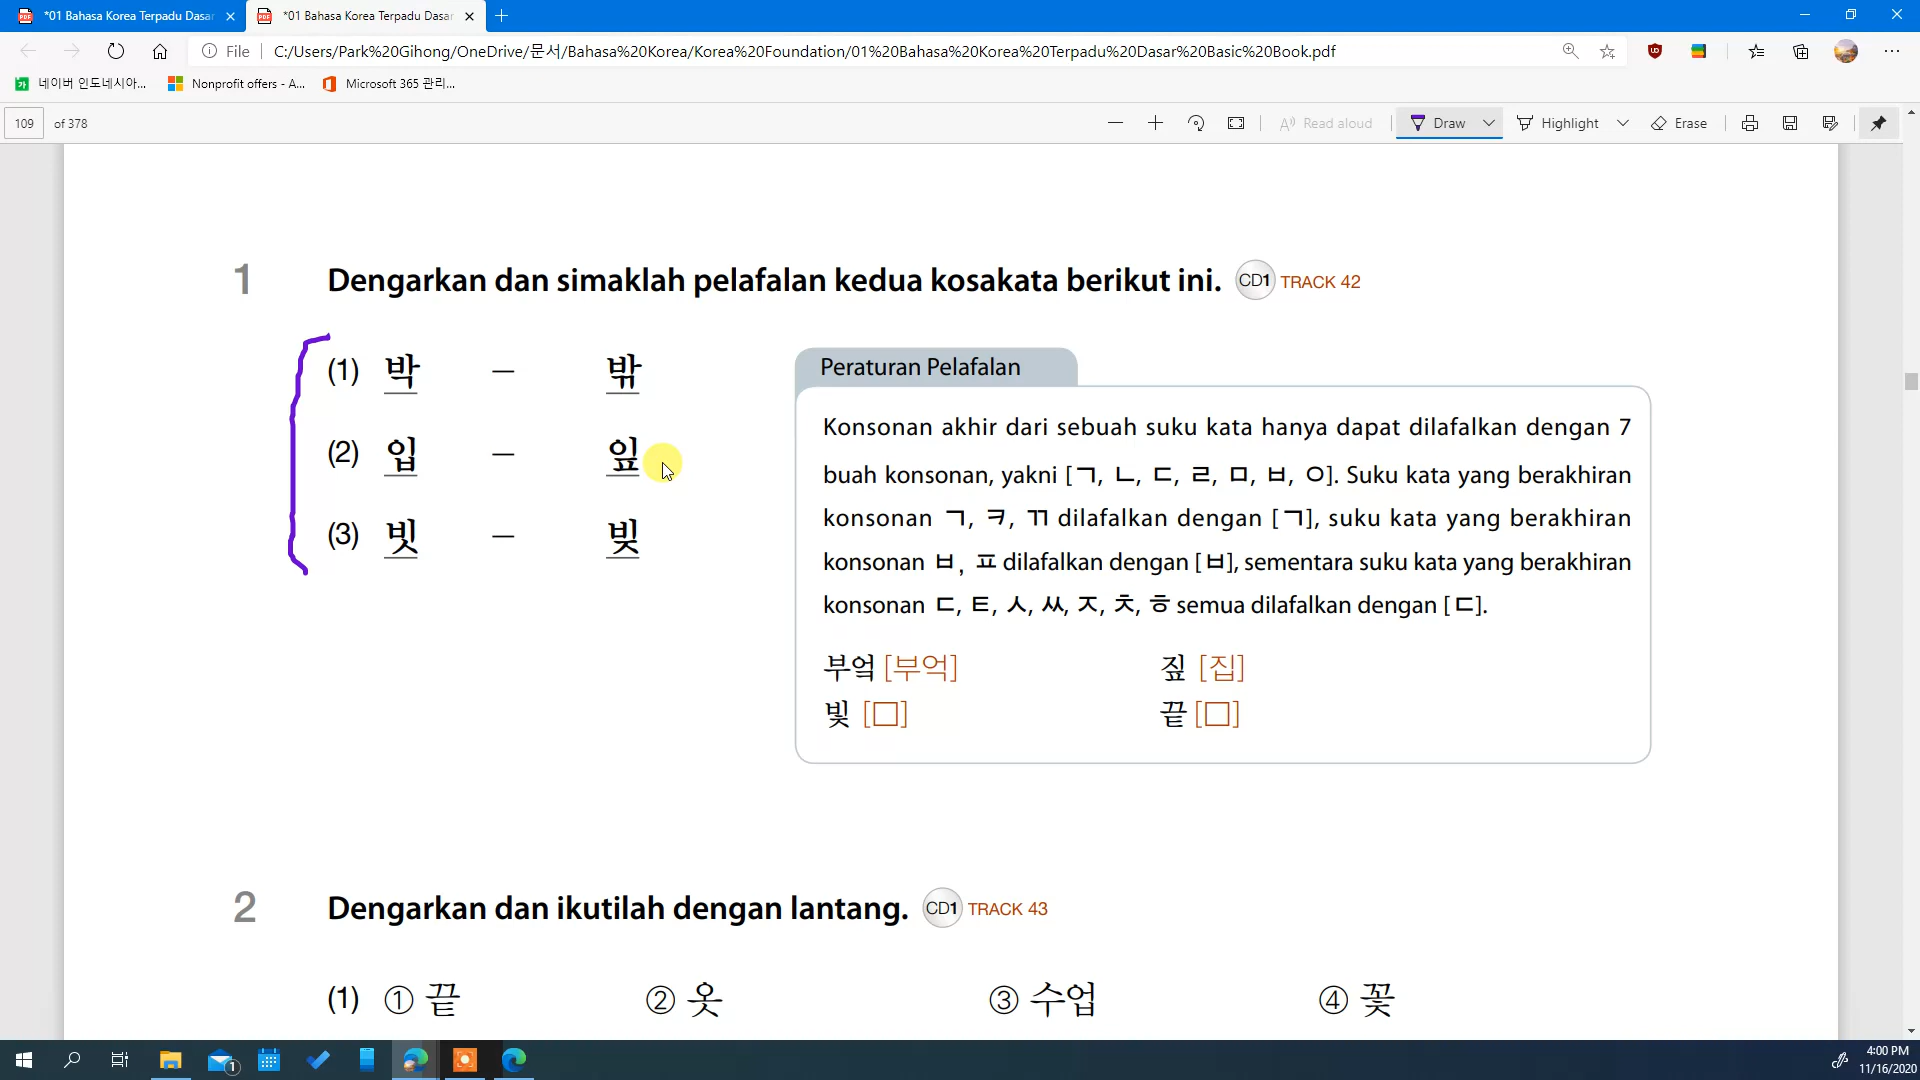 *01 Bahasa Korea Terpadu Dasar
*01 Bahasa Korea Terpadu Dasar
File
C:/Users/Park%20Gihong/OneDrive/문서/Bahasa%20Korea/Korea%20Foundation/01%20Bahasa%20Korea%20Terpadu%20Dasar%20Basic%20Book.pdf
네이버 인도네시아어...
Nonprofit offers - A...
Microsoft 365 관리...
109 of 378
Read aloud
Draw
Highlight
Erase
1 Dengarkan dan simaklah pelafalan kedua kosakata berikut ini. CD1 TRACK 42
(1) 박 – 밖
(2) 입 – 잎
(3) 빗 – 빚
Peraturan Pelafalan
Konsonan akhir dari sebuah suku kata hanya dapat dilafalkan dengan 7
buah konsonan, yakni [ㄱ, ㄴ, ㄷ, ㄹ, ㅁ, ㅂ, ㅇ]. Suku kata yang berakhiran
konsonan ㄱ, ㅋ, ㄲ dilafalkan dengan [ㄱ], suku kata yang berakhiran
konsonan ㅂ, ㅍ dilafalkan dengan [ㅂ], sementara suku kata yang berakhiran
konsonan ㄷ, ㅌ, ㅅ, ㅆ, ㅈ, ㅊ, ㅎ semua dilafalkan dengan [ㄷ].
부엌 [부억] 짚 [집]
빛 [□] 끝 [□]
2 Dengarkan dan ikutilah dengan lantang. CD1 TRACK 43
(1) ① 끝 ② 옷 ③ 수업 ④ 꽃
1
4:00 PM
11/16/2020